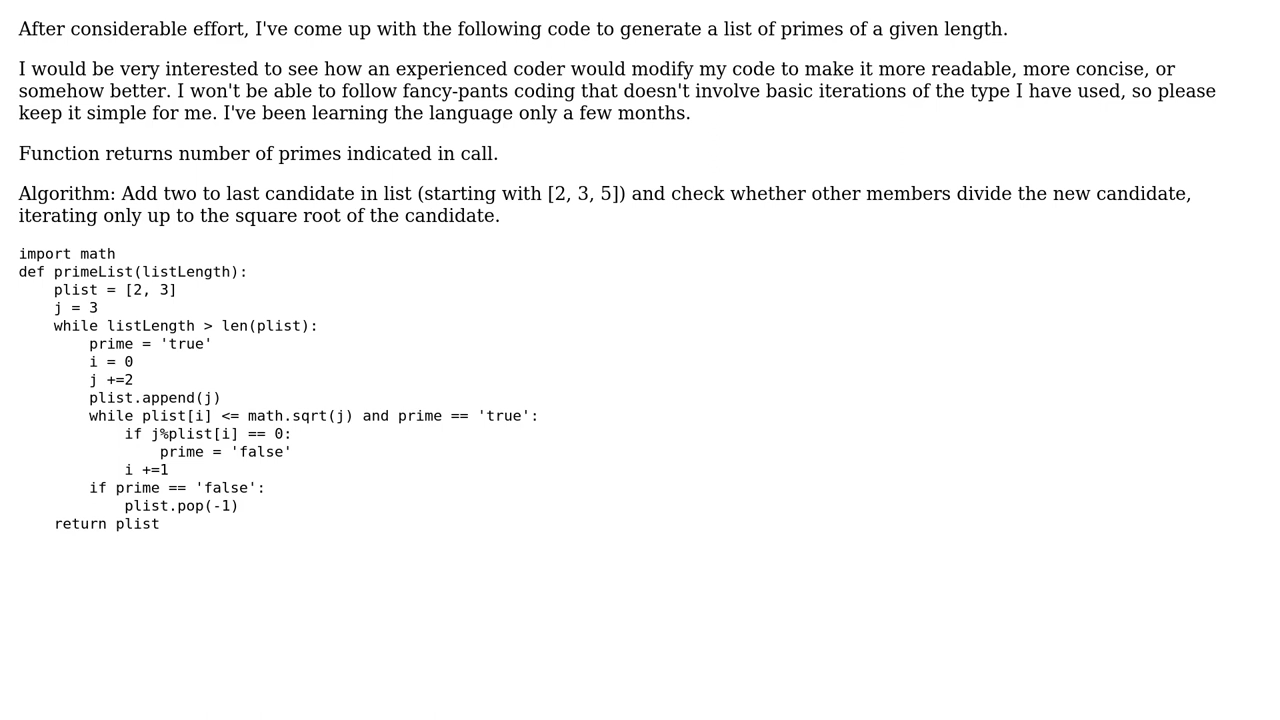 After considerable effort, I've come up with the following code to generate a list of primes of a given length.
I would be very interested to see how an experienced coder would modify my code to make it more readable, more concise, or
somehow better. I won't be able to follow fancy-pants coding that doesn't involve basic iterations of the type I have used, so please
keep it simple for me. I've been learning the language only a few months.
Function returns number of primes indicated in call.
Algorithm: Add two to last candidate in list (starting with [2, 3, 5]) and check whether other members divide the new candidate,
iterating only up to the square root of the candidate.
import math
def primeList(listLength):
    plist = [2, 3]
    j = 3
    while listLength > len(plist):
        prime = 'true'
        i = 0
        j +=2
        plist.append(j)
        while plist[i] <= math.sqrt(j) and prime == 'true':
            if j%plist[i] == 0:
                prime = 'false'
            i +=1
        if prime == 'false':
            plist.pop(-1)
    return plist